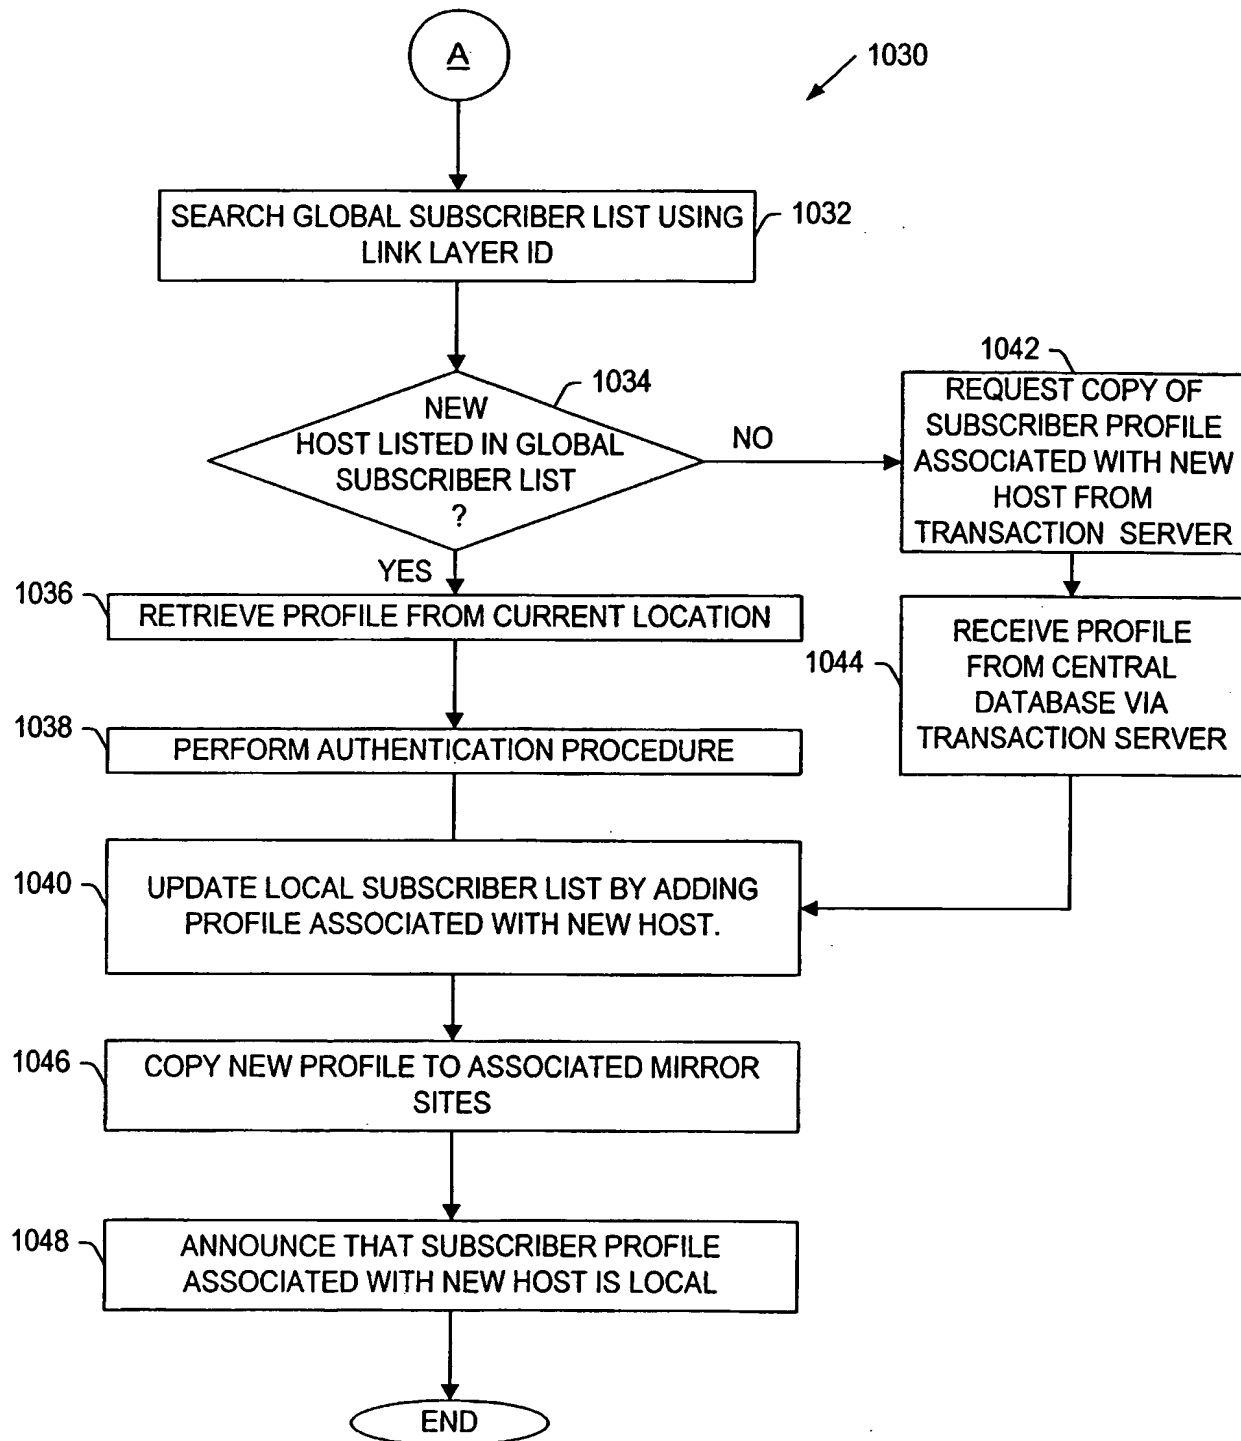 A
1030
SEARCH GLOBAL SUBSCRIBER LIST USING
LINK LAYER ID
1032
NEW
HOST LISTED IN GLOBAL
SUBSCRIBER LIST
?
1034
NO
YES
1042
REQUEST COPY OF
SUBSCRIBER PROFILE
ASSOCIATED WITH NEW
HOST FROM
TRANSACTION SERVER
1036
RETRIEVE PROFILE FROM CURRENT LOCATION
1044
RECEIVE PROFILE
FROM CENTRAL
DATABASE VIA
TRANSACTION SERVER
1038
PERFORM AUTHENTICATION PROCEDURE
1040
UPDATE LOCAL SUBSCRIBER LIST BY ADDING
PROFILE ASSOCIATED WITH NEW HOST.
1046
COPY NEW PROFILE TO ASSOCIATED MIRROR
SITES
1048
ANNOUNCE THAT SUBSCRIBER PROFILE
ASSOCIATED WITH NEW HOST IS LOCAL
END